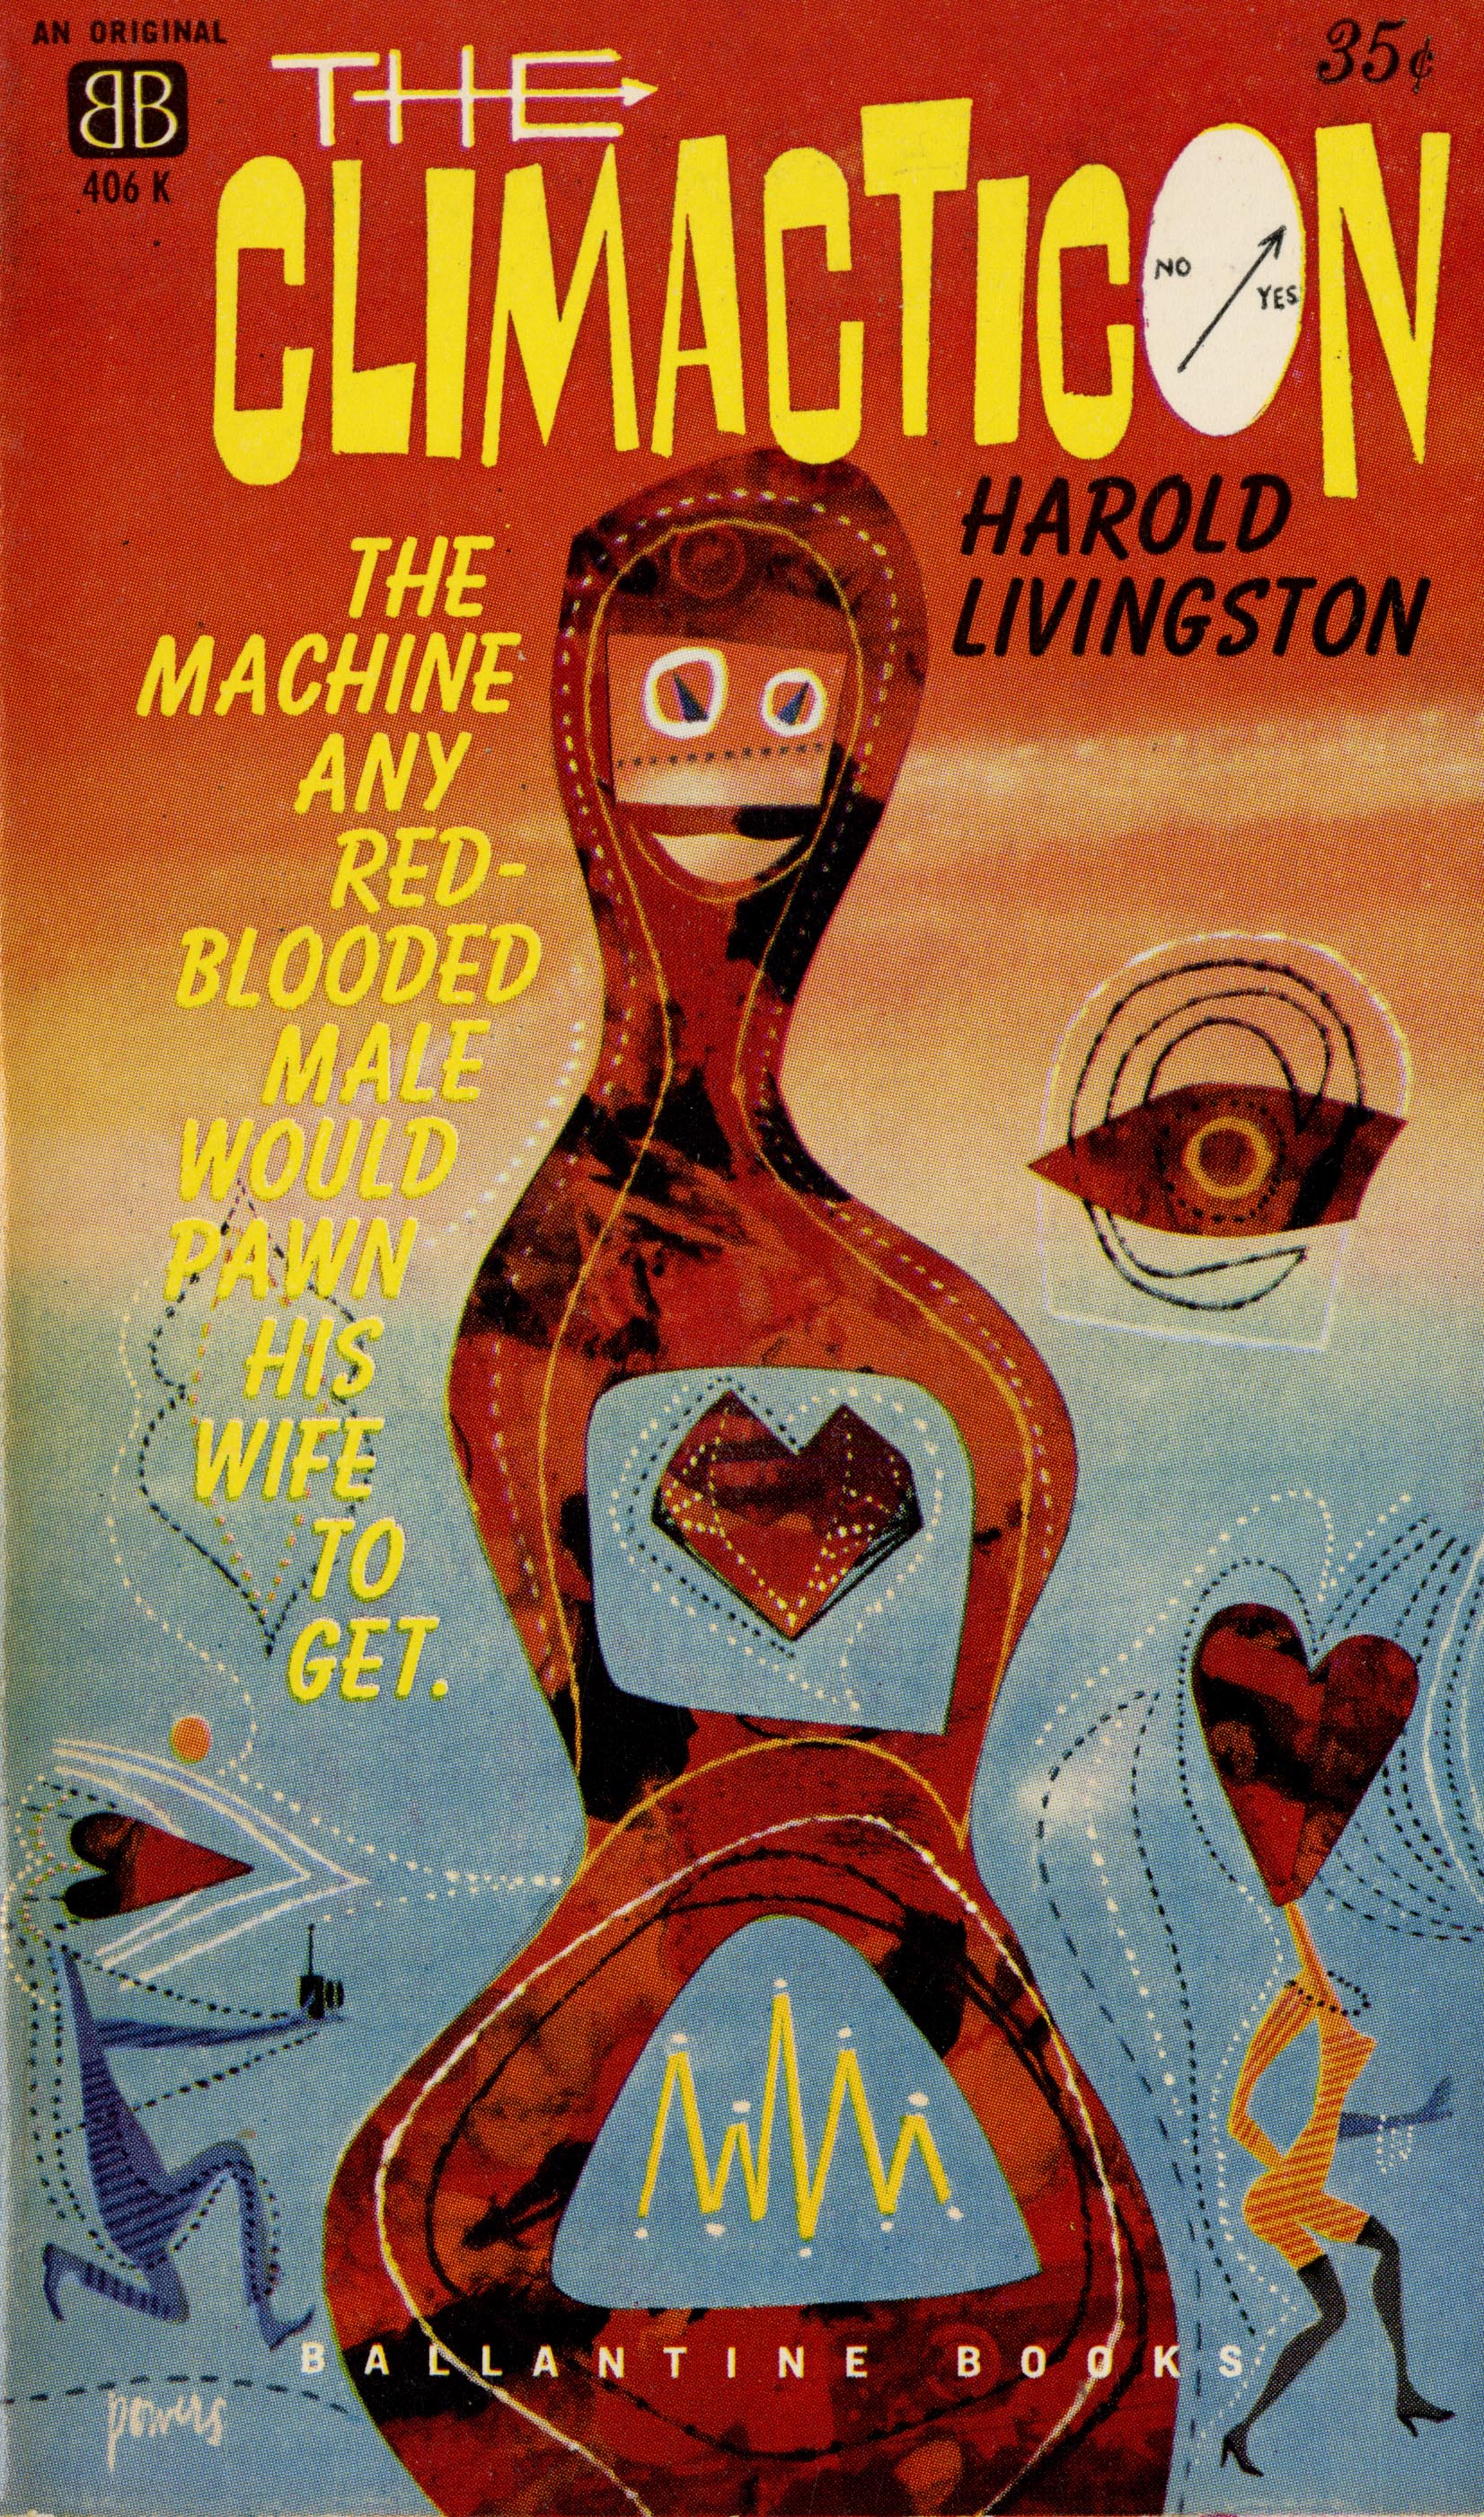 AN ORIGINAL
35¢
BB
406 K
THE
CLIMACTICON
NO
YES
HAROLD
LIVINGSTON
THE
MACHINE
ANY
RED-
BLOODED
MALE
WOULD
PAWN
HIS
WIFE
TO
GET.
BALLANTINE BOOKS
powers